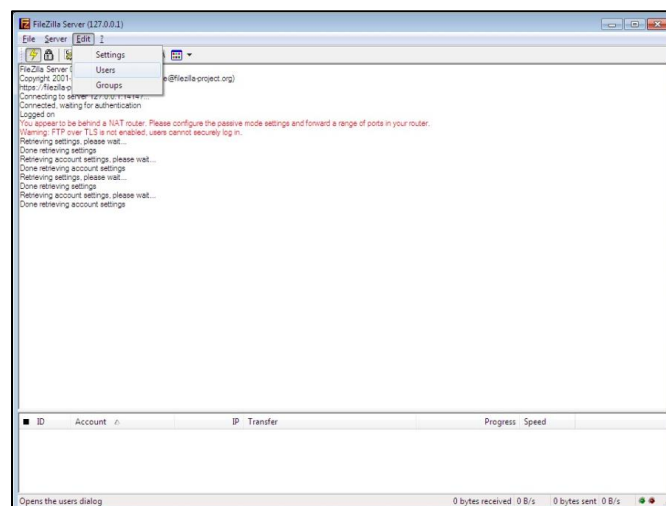 FileZilla Server (127.0.0.1)
File Server Edit ?
Settings
Users
Groups
FileZilla Server
Copyright 2001- e@filezilla-project.org)
https://filezilla-p
Connecting to server 127.0.0.1:14147...
Connected, waiting for authentication
Logged on
You appear to be behind a NAT router. Please configure the passive mode settings and forward a range of ports in your router.
Warning: FTP over TLS is not enabled, users cannot securely log in.
Retrieving settings, please wait...
Done retrieving settings
Retrieving account settings, please wait...
Done retrieving account settings
Retrieving settings, please wait...
Done retrieving settings
Retrieving account settings, please wait...
Done retrieving account settings
ID Account IP Transfer Progress Speed
Opens the users dialog 0 bytes received 0 B/s 0 bytes sent 0 B/s